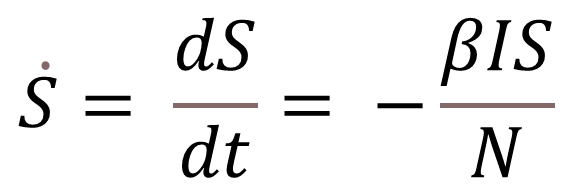 Ṡ = dS/dt = − βIS/N